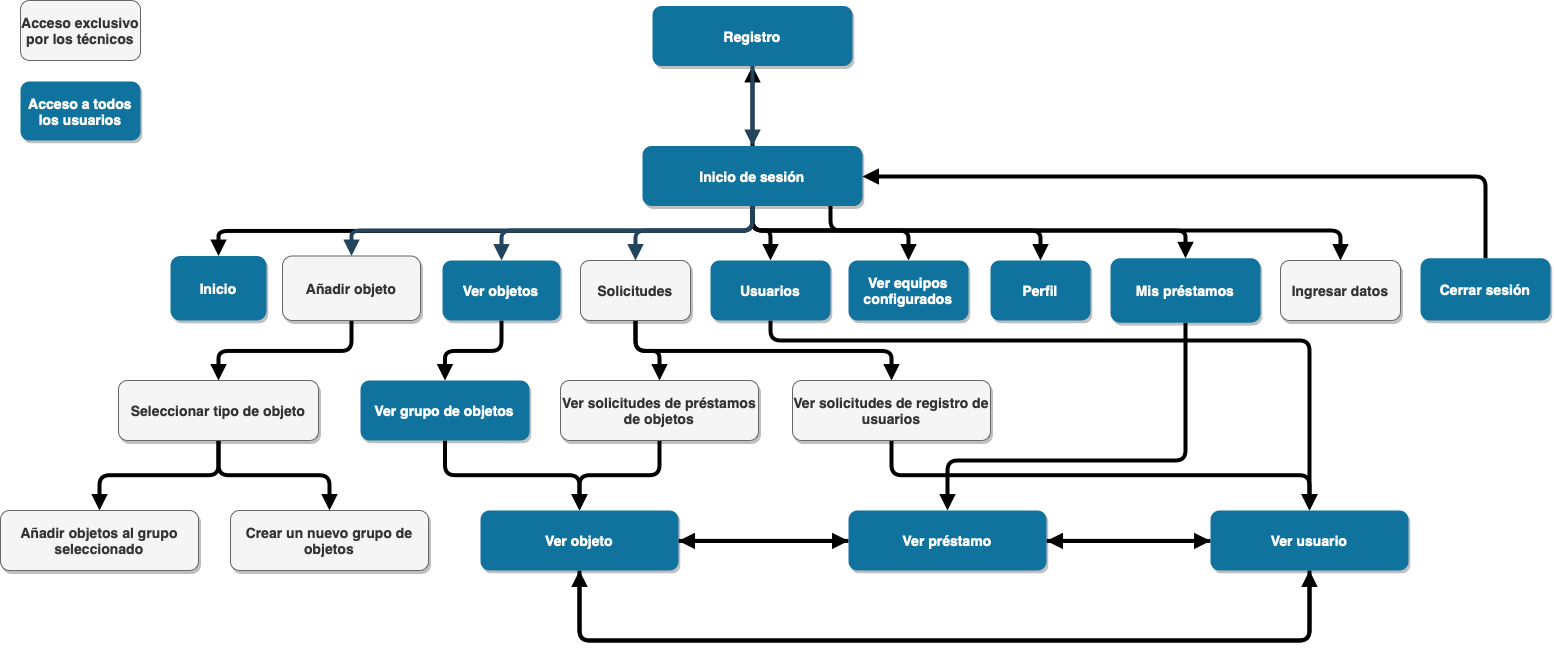 Acceso exclusivo
por los técnicos
Acceso a todos
los usuarios
Registro
Inicio de sesión
Inicio
Añadir objeto
Ver objetos
Solicitudes
Usuarios
Ver equipos
configurados
Perfil
Mis préstamos
Ingresar datos
Cerrar sesión
Seleccionar tipo de objeto
Ver grupo de objetos
Ver solicitudes de préstamos
de objetos
Ver solicitudes de registro de
usuarios
Añadir objetos al grupo
seleccionado
Crear un nuevo grupo de
objetos
Ver objeto
Ver préstamo
Ver usuario